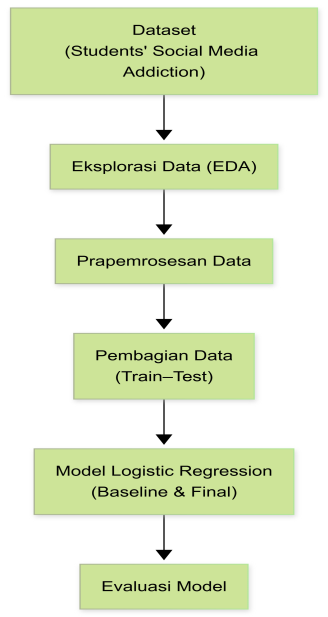 Dataset
(Students' Social Media
Addiction)
Eksplorasi Data (EDA)
Prapemrosesan Data
Pembagian Data
(Train–Test)
Model Logistic Regression
(Baseline & Final)
Evaluasi Model